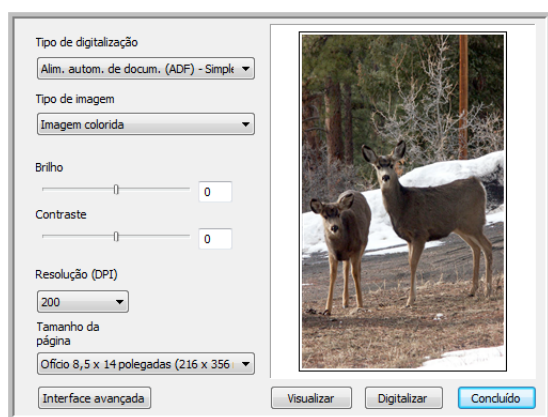 Tipo de digitalização
Alim. autom. de docum. (ADF) - Simple
Tipo de imagem
Imagem colorida
Brilho
0
Contraste
0
Resolução (DPI)
200
Tamanho da
página
Ofício 8,5 x 14 polegadas (216 x 356
Interface avançada
Visualizar
Digitalizar
Concluído